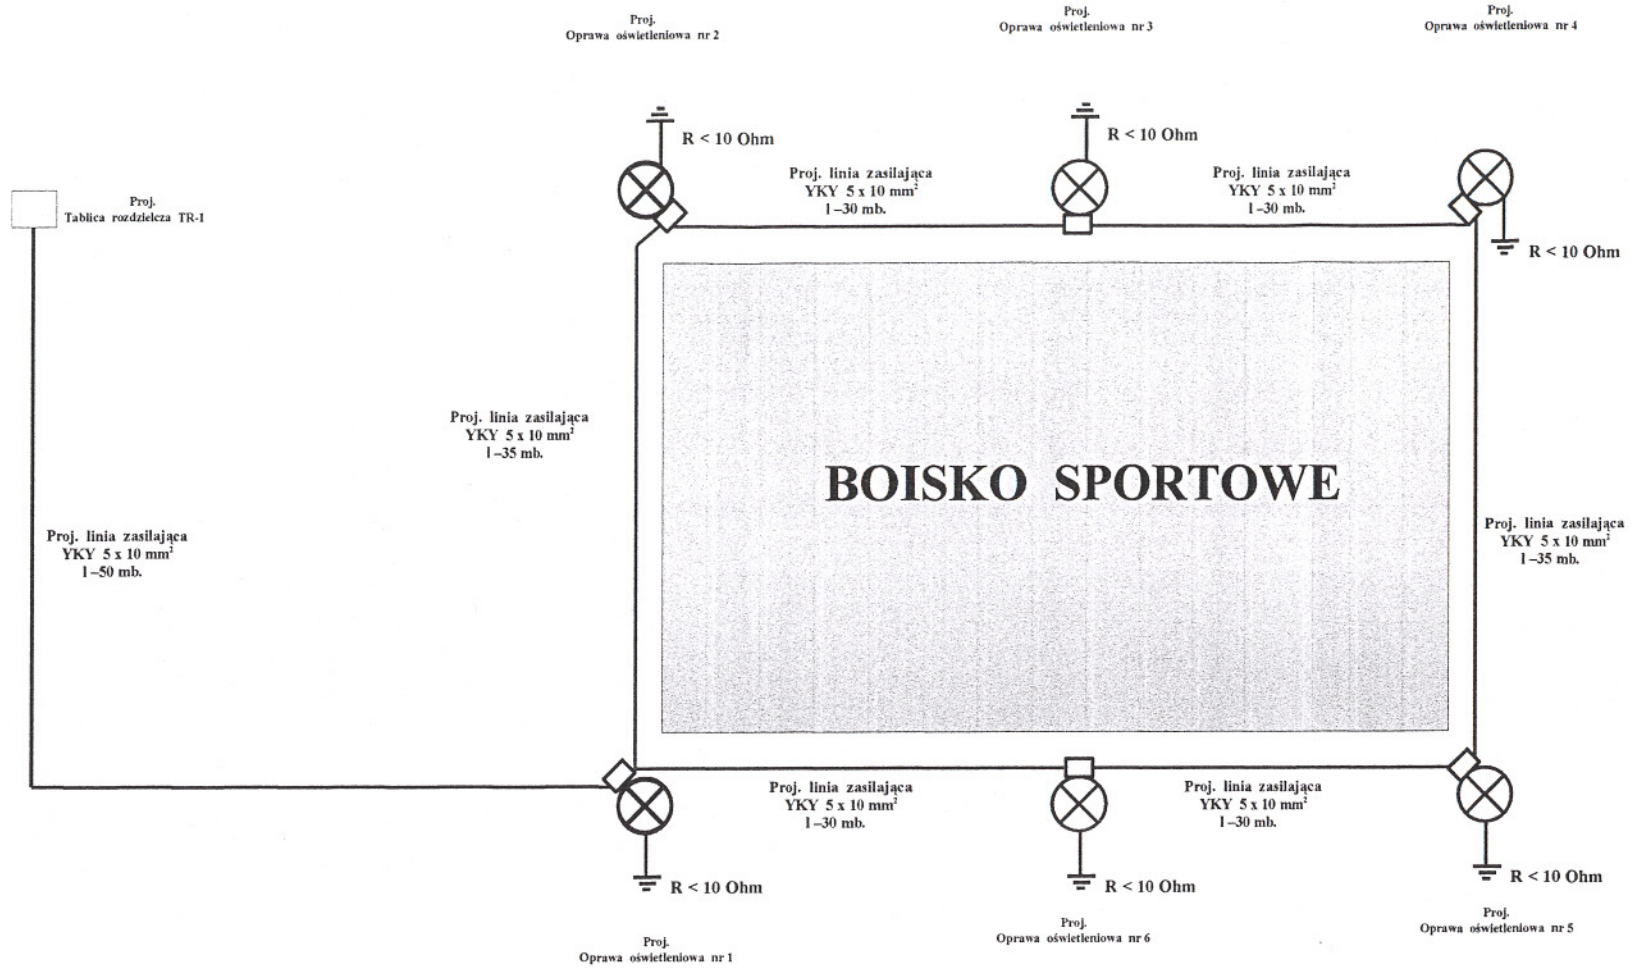 Proj.
Oprawa oświetleniowa nr 2
Proj.
Oprawa oświetleniowa nr 3
Proj.
Oprawa oświetleniowa nr 4
R < 10 Ohm
R < 10 Ohm
Proj. linia zasilająca
YKY 5 x 10 mm²
l –30 mb.
Proj. linia zasilająca
YKY 5 x 10 mm²
l –30 mb.
Proj.
Tablica rozdzielcza TR-1
R < 10 Ohm
Proj. linia zasilająca
YKY 5 x 10 mm²
l –35 mb.
BOISKO SPORTOWE
Proj. linia zasilająca
YKY 5 x 10 mm²
l –50 mb.
Proj. linia zasilająca
YKY 5 x 10 mm²
l –35 mb.
Proj. linia zasilająca
YKY 5 x 10 mm²
l –30 mb.
Proj. linia zasilająca
YKY 5 x 10 mm²
l –30 mb.
R < 10 Ohm
R < 10 Ohm
R < 10 Ohm
Proj.
Oprawa oświetleniowa nr 1
Proj.
Oprawa oświetleniowa nr 6
Proj.
Oprawa oświetleniowa nr 5